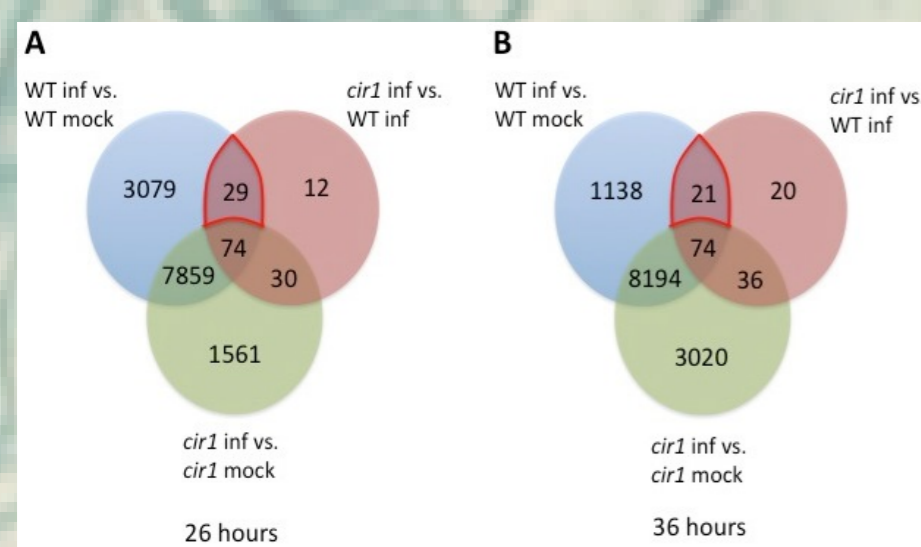 A
WT inf vs.
WT mock
cir1 inf vs.
WT inf
3079
29
12
74
7859
30
1561
cir1 inf vs.
cir1 mock
26 hours
B
WT inf vs.
WT mock
cir1 inf vs
WT inf
1138
21
20
74
8194
36
3020
cir1 inf vs.
cir1 mock
36 hours